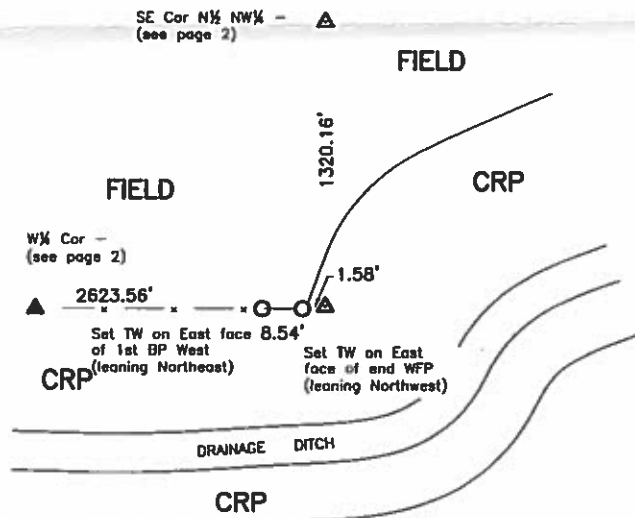 SE Cor N½ NW¼ -
(see page 2)
FIELD
1320.16'
CRP
FIELD
W¼ Cor -
(see page 2)
2623.56'
1.58'
Set TW on East face
of 1st BP West
(leaning Northeast)
8.54'
Set TW on East
face of end WFP
(leaning Northwest)
CRP
DRAINAGE DITCH
CRP